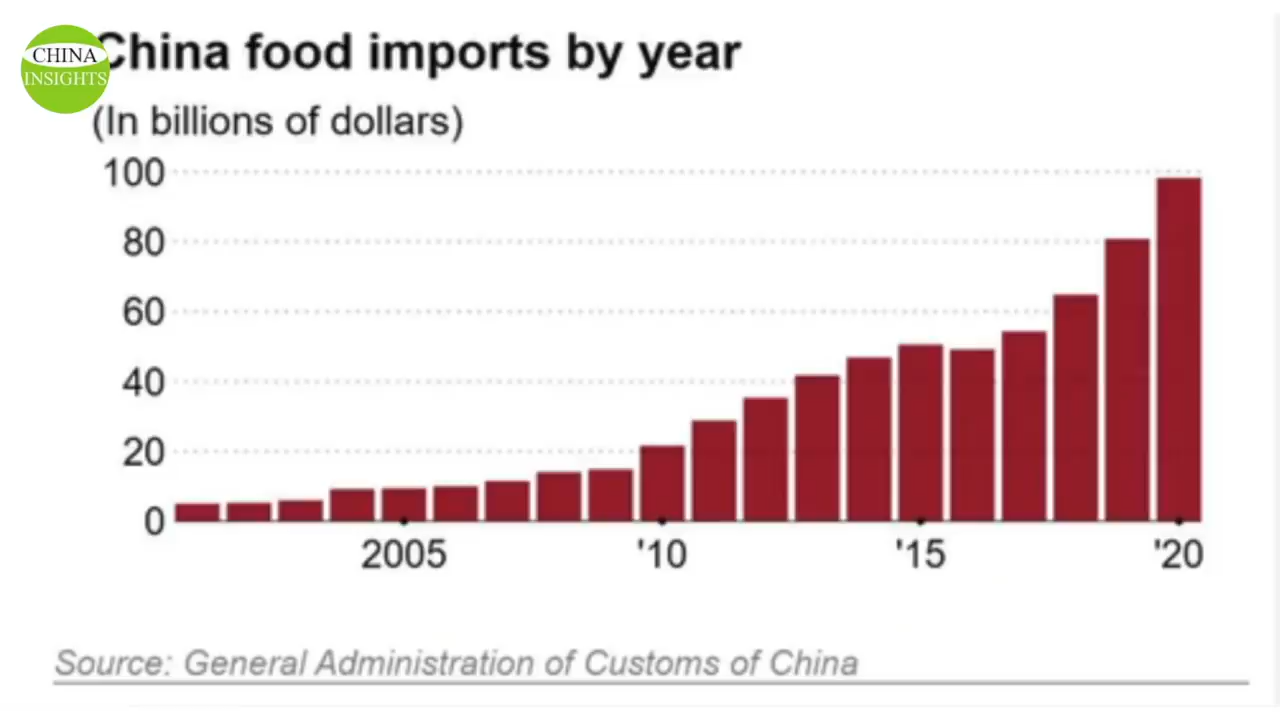 CHINA
INSIGHTS
China food imports by year
(In billions of dollars)
100
80
60
40
20
0
2005 '10 '15 '20
Source: General Administration of Customs of China